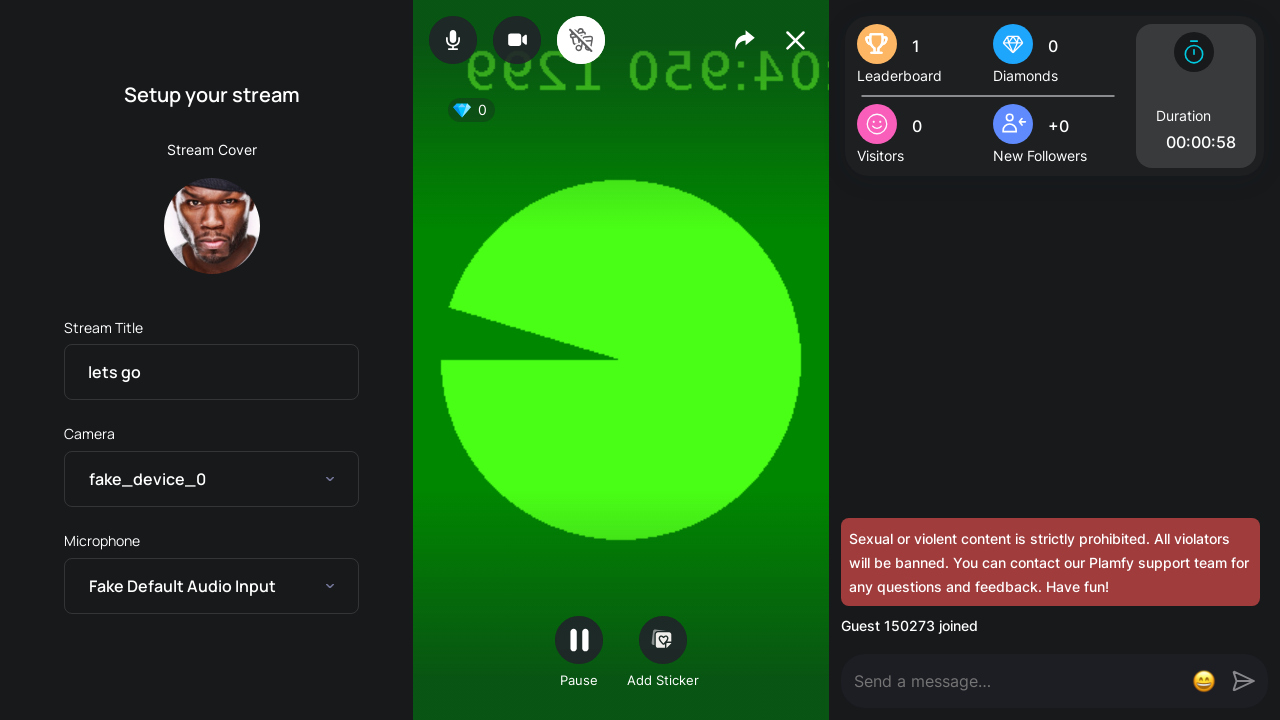 Setup your stream
Stream Cover
Stream Title
lets go
Camera
fake_device_0
Microphone
Fake Default Audio Input
:04:950 1299
0
Pause
Add Sticker
1
Leaderboard
0
Diamonds
0
Visitors
+0
New Followers
Duration
00:00:58
Sexual or violent content is strictly prohibited. All violators
will be banned. You can contact our Plamfy support team for
any questions and feedback. Have fun!
Guest 150273 joined
Send a message...